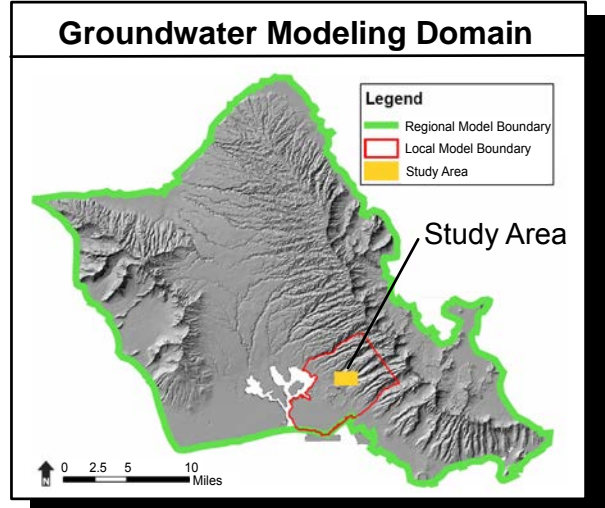 Groundwater Modeling Domain
Legend
Regional Model Boundary
Local Model Boundary
Study Area
Study Area
N
0 2.5 5 10
Miles